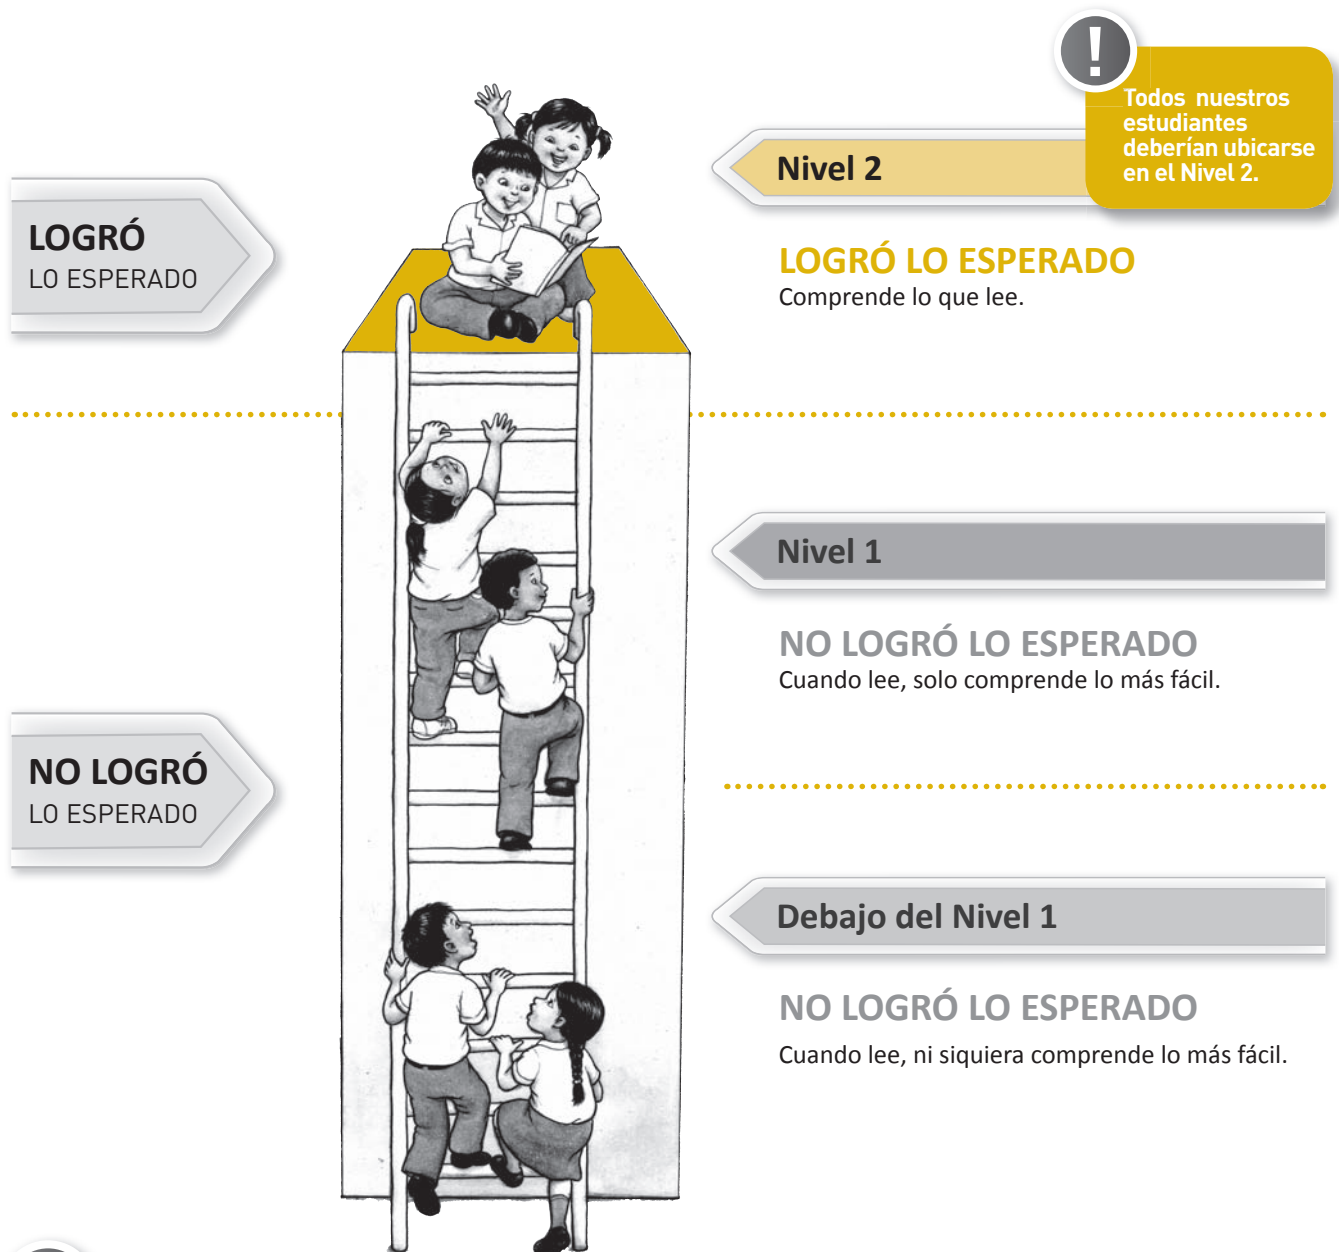 !
Todos nuestros
estudiantes
deberían ubicarse
en el Nivel 2.
Nivel 2
LOGRÓ
LO ESPERADO
LOGRÓ LO ESPERADO
Comprende lo que lee.
Nivel 1
NO LOGRÓ LO ESPERADO
Cuando lee, solo comprende lo más fácil.
NO LOGRÓ
LO ESPERADO
Debajo del Nivel 1
NO LOGRÓ LO ESPERADO
Cuando lee, ni siquiera comprende lo más fácil.